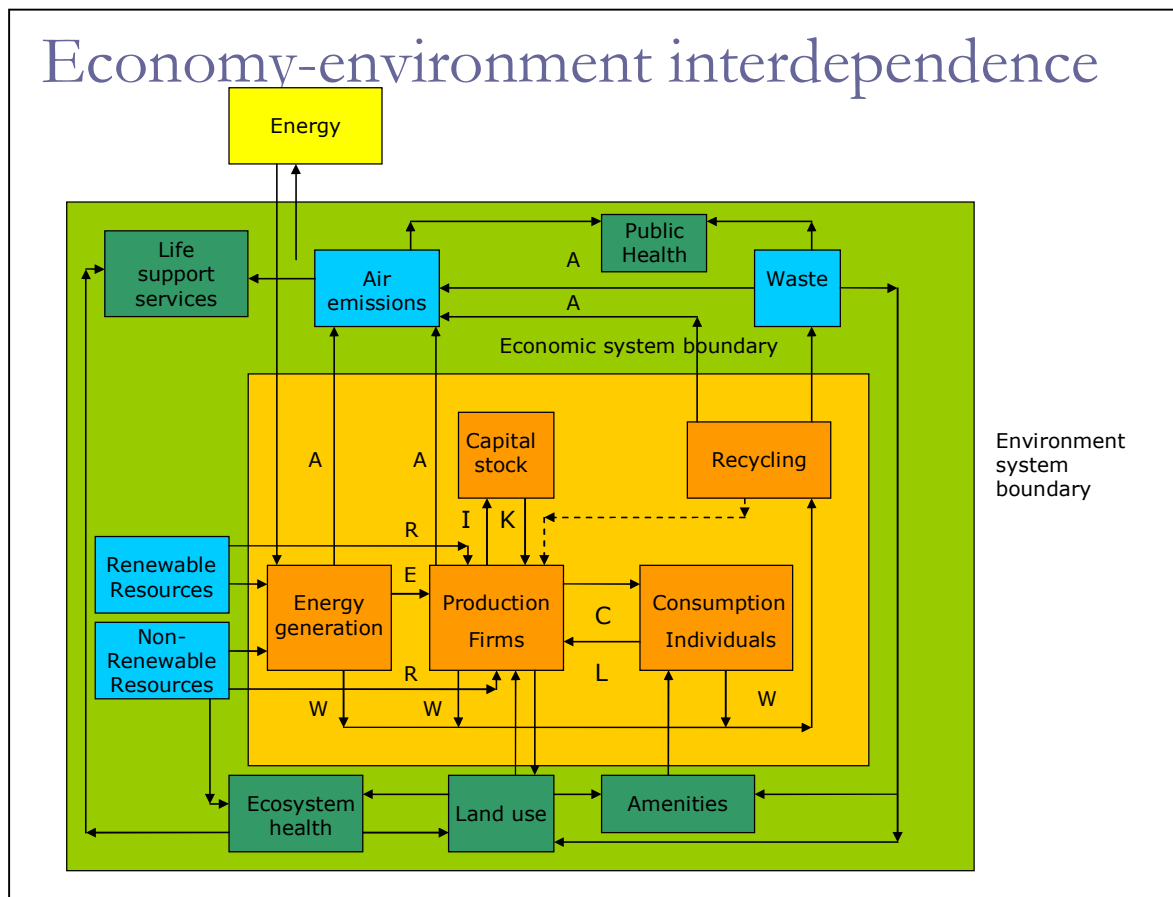 Economy-environment interdependence
Energy
Life
support
services
Air
emissions
Public
Health
Waste
A
A
Economic system boundary
Environment
system
boundary
Capital
stock
Recycling
A
A
I
K
R
Renewable
Resources
E
Energy
generation
Production
Firms
C
L
Consumption
Individuals
Non-
Renewable
Resources
R
W
W
W
Ecosystem
health
Land use
Amenities